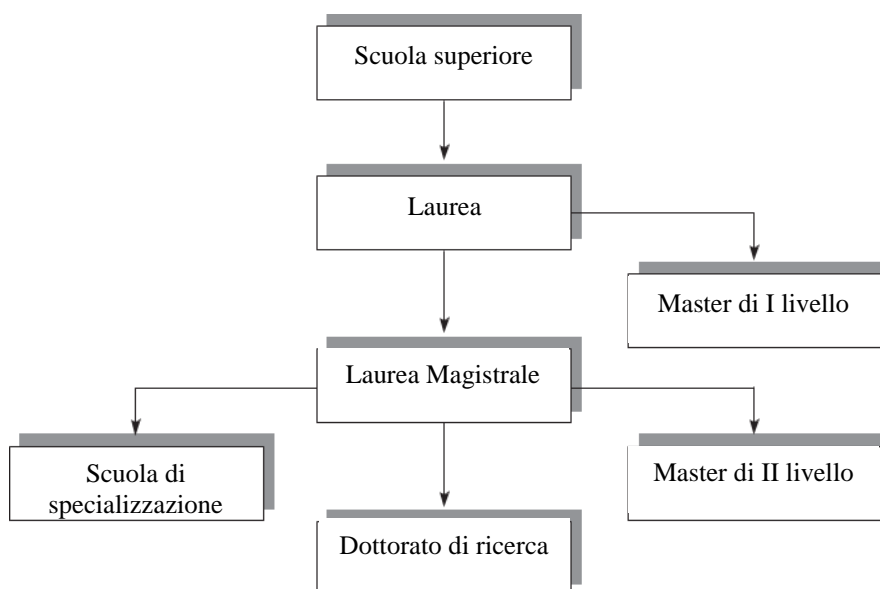 Scuola superiore
Laurea
Master di I livello
Laurea Magistrale
Scuola di
specializzazione
Master di II livello
Dottorato di ricerca